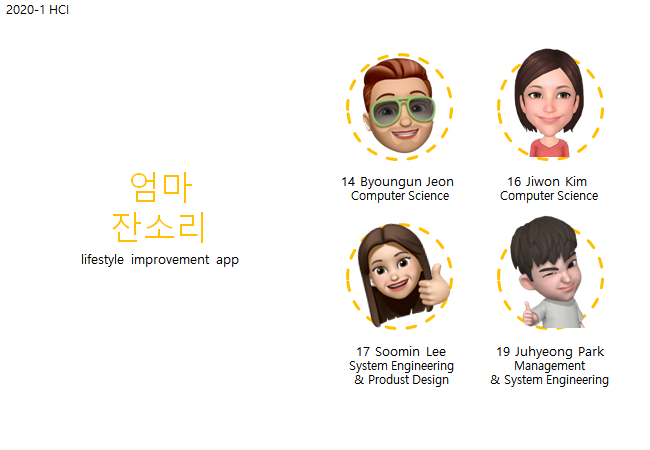 2020-1 HCI
엄마
잔소리
lifestyle improvement app
14 Byoungun Jeon
Computer Science
16 Jiwon Kim
Computer Science
17 Soomin Lee
System Engineering
& Produst Design
19 Juhyeong Park
Management
& System Engineering